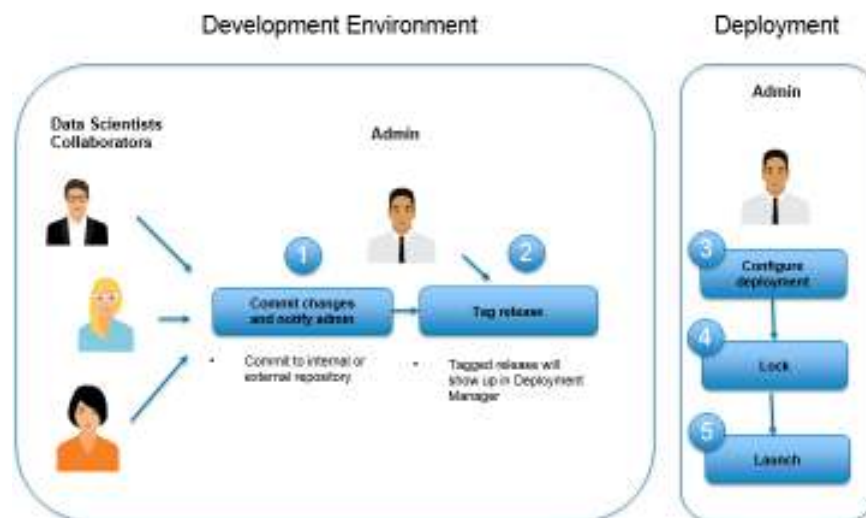 Development Environment
Deployment
Data Scientists
Collaborators
Admin
1
2
Commit changes
and notify admin
Tag release
• Commit to internal or
external repository
• Tagged release will
show up in Deployment
Manager
Admin
3
Configure
deployment
4
Lock
5
Launch